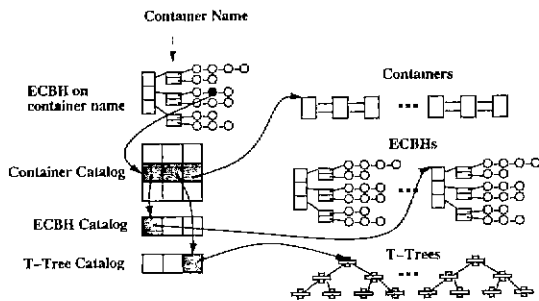 Container Name
ECBH on
container name
Containers
ECBHs
Container Catalog
ECBH Catalog
T-Trees
T-Tree Catalog